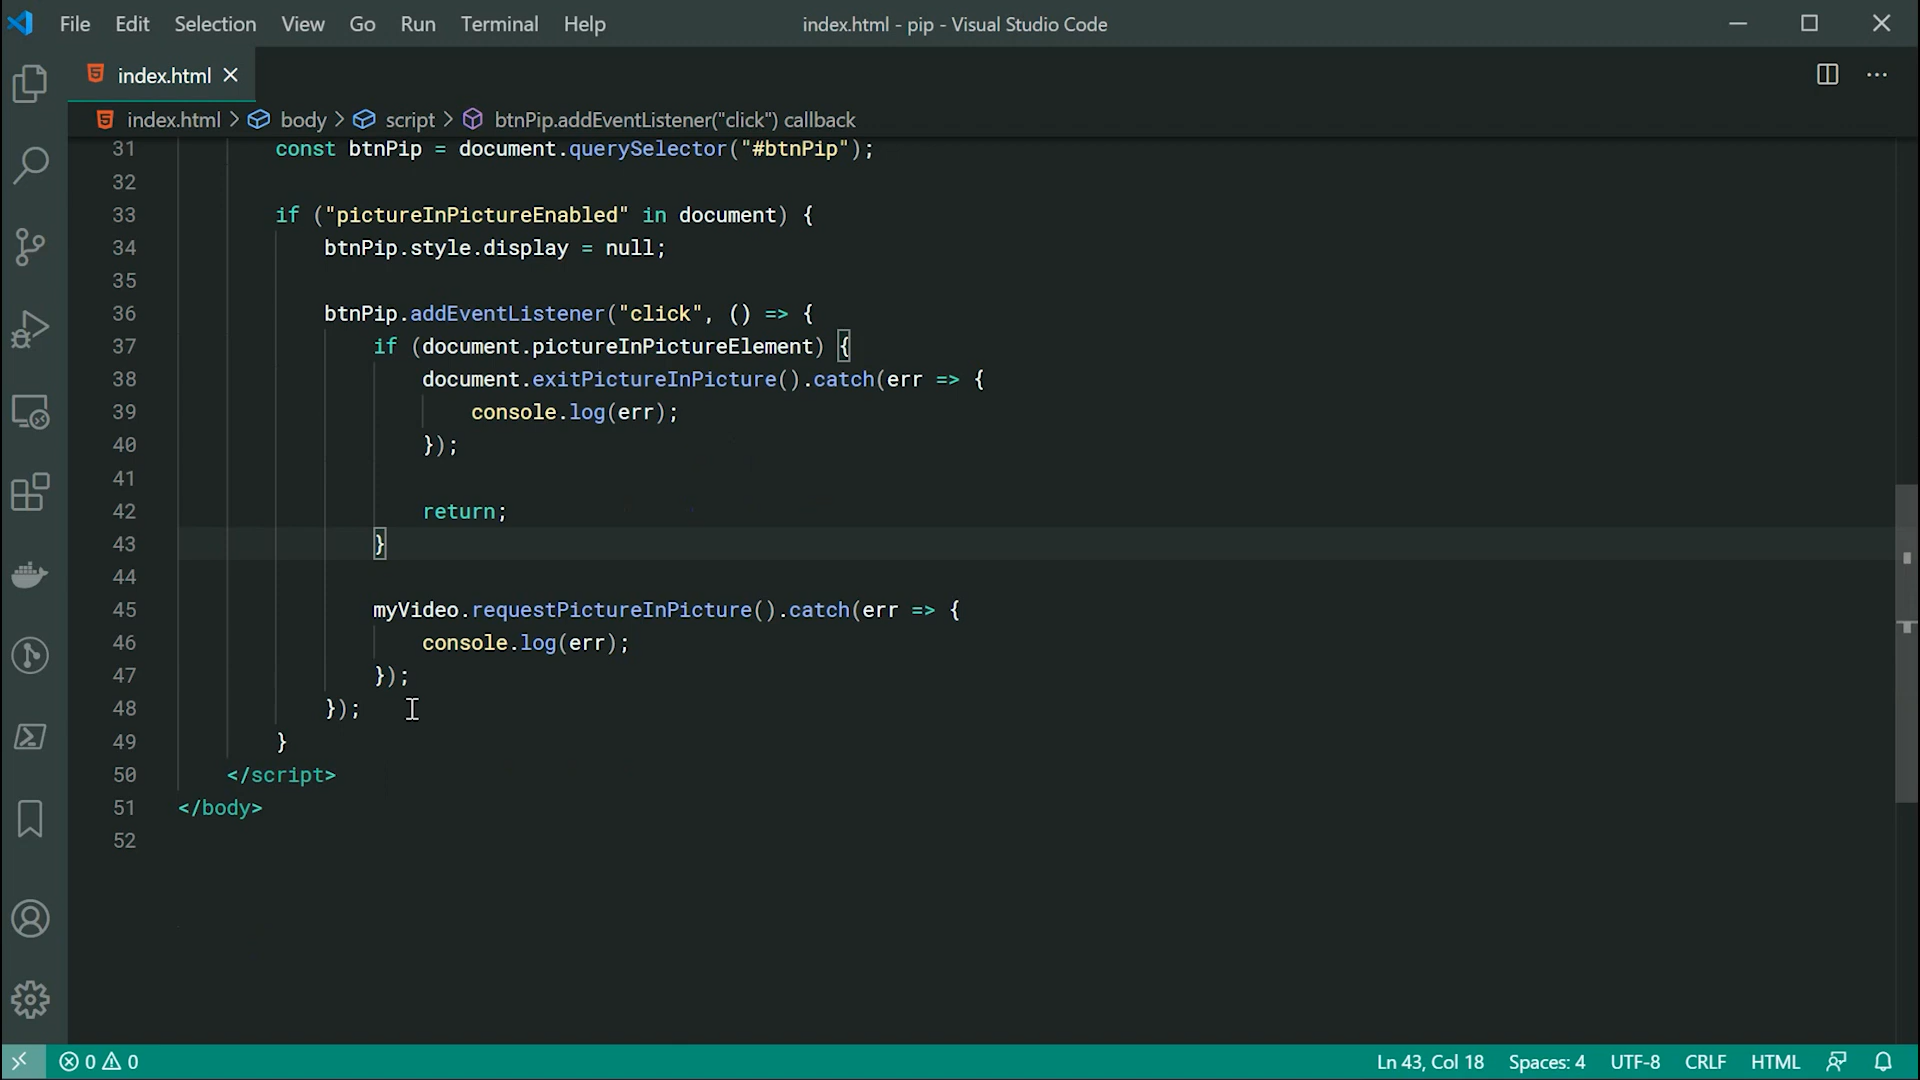 File Edit Selection View Go Run Terminal Help index.html - pip - Visual Studio Code
index.html
index.html > body > script > btnPip.addEventListener("click") callback
31 const btnPip = document.querySelector("#btnPip");
32
33 if ("pictureInPictureEnabled" in document) {
34 btnPip.style.display = null;
35
36 btnPip.addEventListener("click", () => {
37 if (document.pictureInPictureElement) {
38 document.exitPictureInPicture().catch(err => {
39 console.log(err);
40 });
41
42 return;
43 }
44
45 myVideo.requestPictureInPicture().catch(err => {
46 console.log(err);
47 });
48 });
49 }
50 </script>
51 </body>
52
0 0 Ln 43, Col 18 Spaces: 4 UTF-8 CRLF HTML